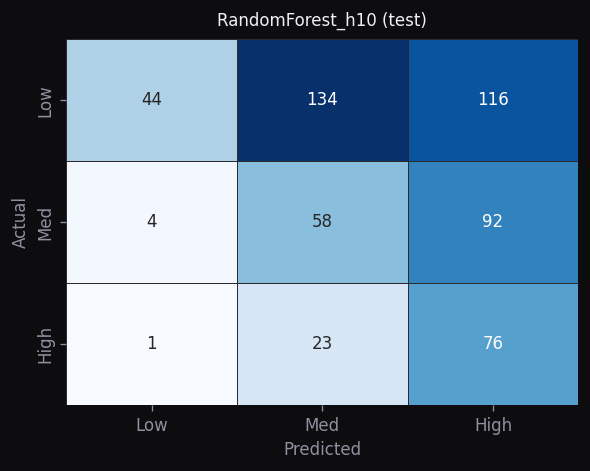 RandomForest_h10 (test)
Actual
Low 44 134 116
Med 4 58 92
High 1 23 76
Low Med High
Predicted